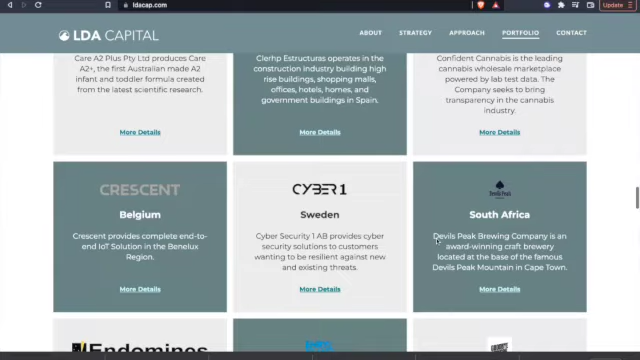 ldacap.com
Update
LDA CAPITAL
ABOUT
STRATEGY
APPROACH
PORTFOLIO
CONTACT
Care A2 Plus Pty Ltd produces Care
A2+, the first Australian made A2
infant and toddler formula created
from the latest scientific research.
More Details
Clerhp Estructuras operates in the
construction industry building high
rise buildings, shopping malls,
offices, hotels, homes, and
government buildings in Spain.
More Details
Confident Cannabis is the leading
cannabis wholesale marketplace
powered by lab test data. The
Company seeks to bring
transparency in the cannabis
industry.
More Details
CRESCENT
Belgium
Crescent provides complete end-to-
end IoT Solution in the Benelux
Region.
More Details
CYBER 1
Sweden
Cyber Security 1 AB provides cyber
security solutions to customers
wanting to be resilient against new
and existing threats.
More Details
Devils Peak
South Africa
Devils Peak Brewing Company is an
award-winning craft brewery
located at the base of the famous
Devils Peak Mountain in Cape Town.
More Details
Endomines